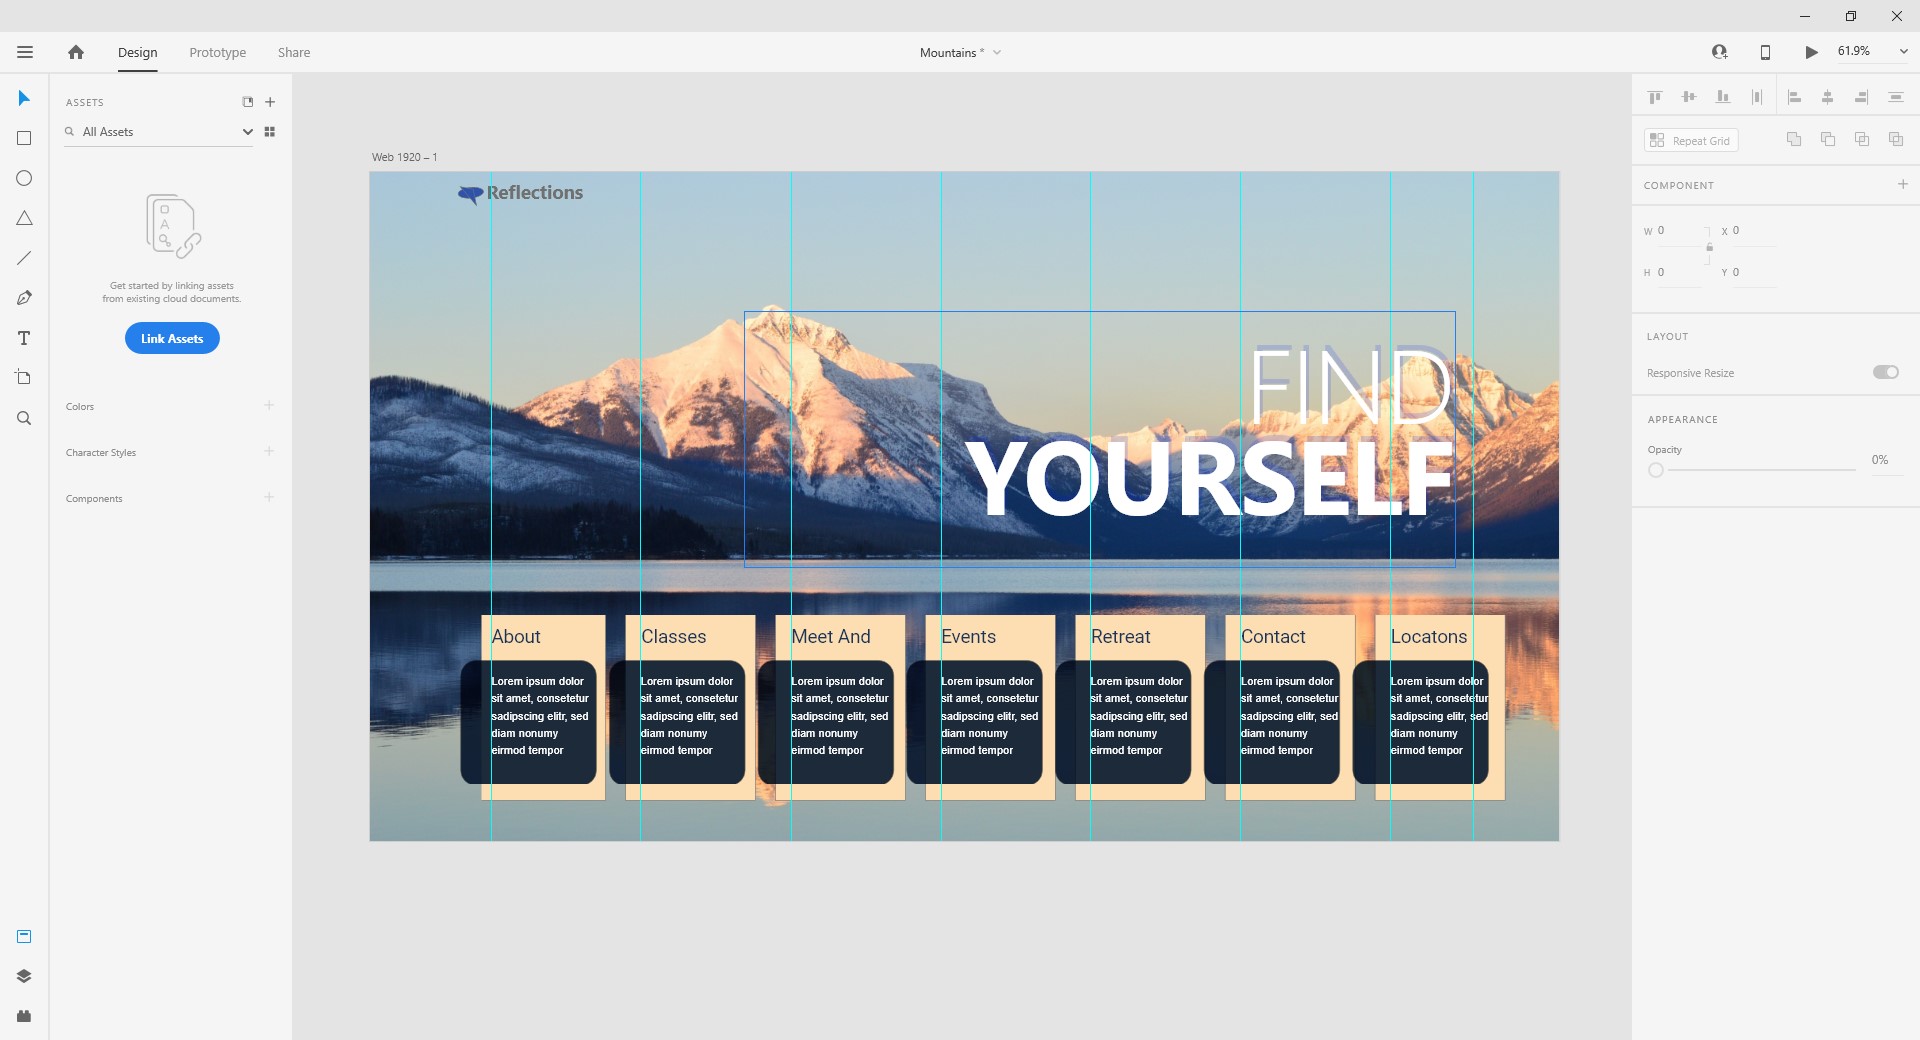 Design
Prototype
Share
Mountains *
61.9%
ASSETS
All Assets
Get started by linking assets
from existing cloud documents.
Link Assets
Colors
Character Styles
Components
Web 1920 – 1
Reflections
FIND
YOURSELF
About
Lorem ipsum dolor
sit amet, consetetur
sadipscing elitr, sed
diam nonumy
eirmod tempor
Classes
Lorem ipsum dolor
sit amet, consetetur
sadipscing elitr, sed
diam nonumy
eirmod tempor
Meet And
Lorem ipsum dolor
sit amet, consetetur
sadipscing elitr, sed
diam nonumy
eirmod tempor
Events
Lorem ipsum dolor
sit amet, consetetur
sadipscing elitr, sed
diam nonumy
eirmod tempor
Retreat
Lorem ipsum dolor
sit amet, consetetur
sadipscing elitr, sed
diam nonumy
eirmod tempor
Contact
Lorem ipsum dolor
sit amet, consetetur
sadipscing elitr, sed
diam nonumy
eirmod tempor
Locatons
Lorem ipsum dolor
sit amet, consetetur
sadipscing elitr, sed
diam nonumy
eirmod tempor
Repeat Grid
COMPONENT
W 0 X 0
H 0 Y 0
LAYOUT
Responsive Resize
APPEARANCE
Opacity
0%